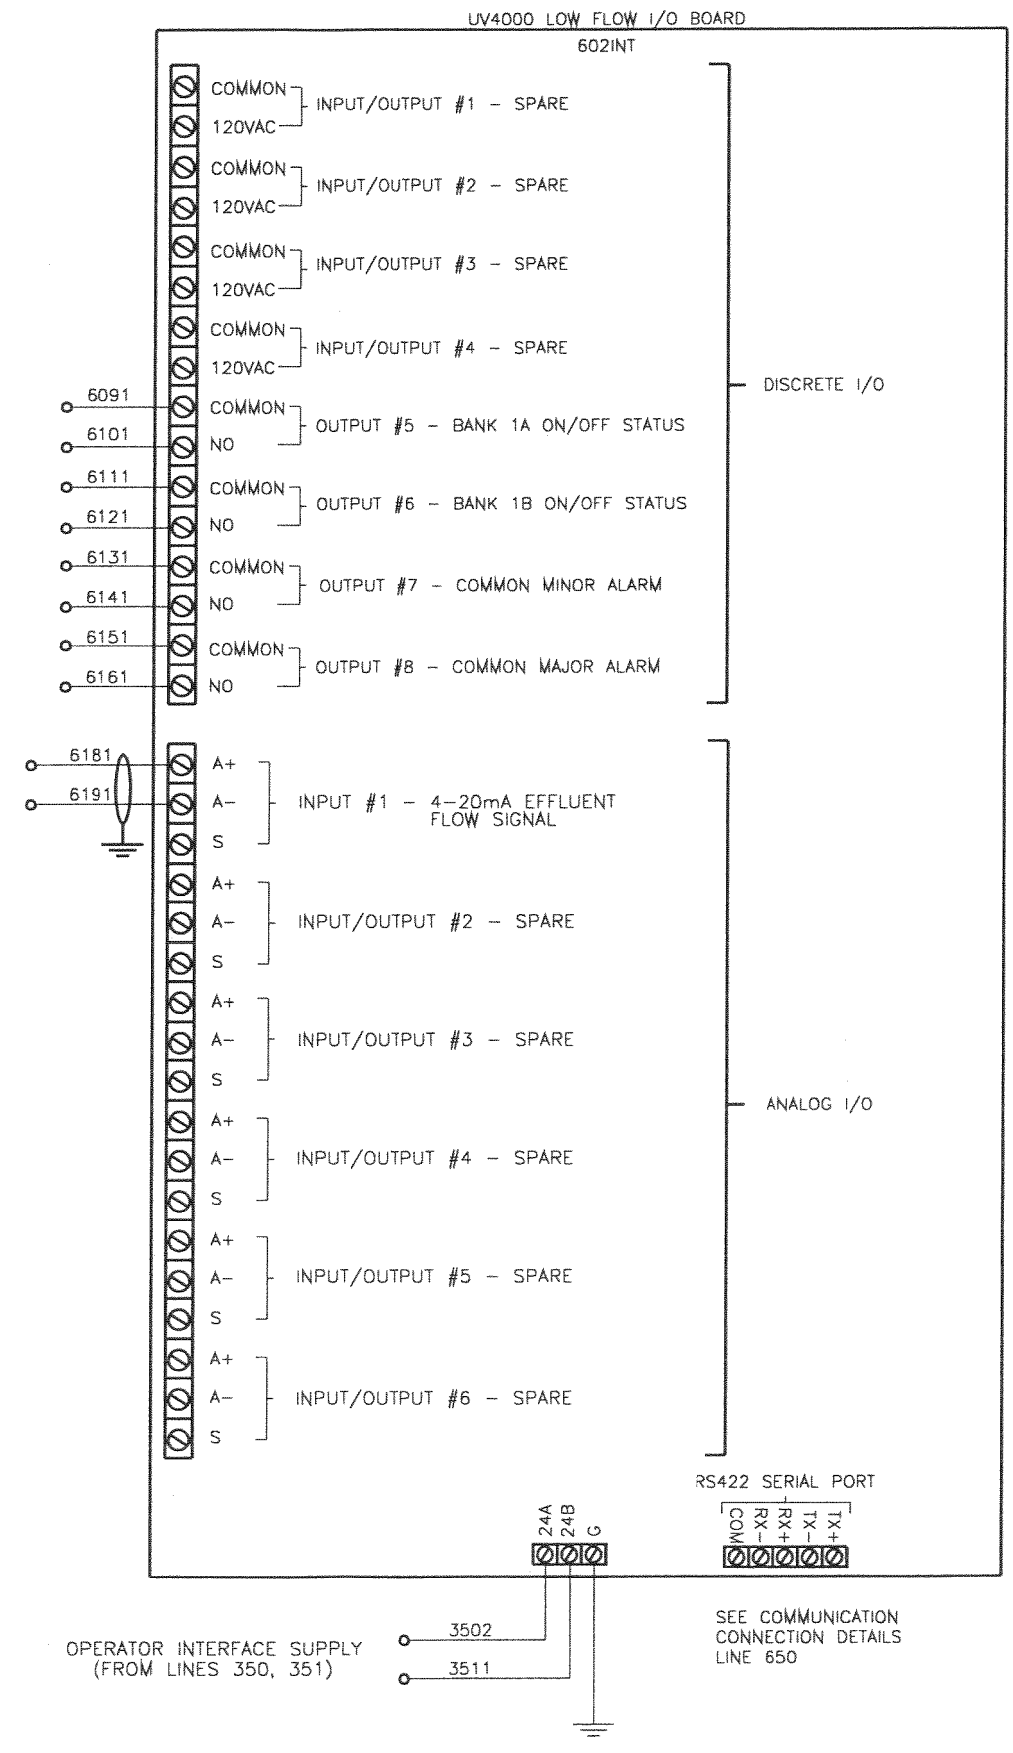 UV4000 LOW FLOW I/O BOARD
602INT
COMMON
INPUT/OUTPUT #1 - SPARE
120VAC
COMMON
INPUT/OUTPUT #2 - SPARE
120VAC
COMMON
INPUT/OUTPUT #3 - SPARE
120VAC
COMMON
INPUT/OUTPUT #4 - SPARE
120VAC
DISCRETE I/O
6091
COMMON
OUTPUT #5 - BANK 1A ON/OFF STATUS
6101
NO
6111
COMMON
OUTPUT #6 - BANK 1B ON/OFF STATUS
6121
NO
6131
COMMON
OUTPUT #7 - COMMON MINOR ALARM
6141
NO
6151
COMMON
OUTPUT #8 - COMMON MAJOR ALARM
6161
NO
6181
A+
6191
A-
INPUT #1 - 4-20mA EFFLUENT
FLOW SIGNAL
S
A+
A-
INPUT/OUTPUT #2 - SPARE
S
A+
A-
INPUT/OUTPUT #3 - SPARE
S
ANALOG I/O
A+
A-
INPUT/OUTPUT #4 - SPARE
S
A+
A-
INPUT/OUTPUT #5 - SPARE
S
A+
A-
INPUT/OUTPUT #6 - SPARE
S
RS422 SERIAL PORT
24A
24B
G
COM
RX-
RX+
TX-
TX+
SEE COMMUNICATION
CONNECTION DETAILS
LINE 650
3502
OPERATOR INTERFACE SUPPLY
(FROM LINES 350, 351)
3511